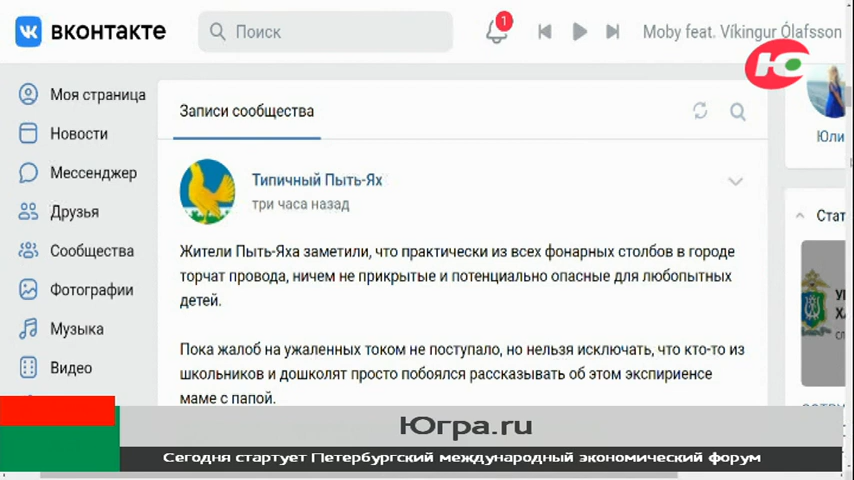 вконтакте
Поиск
1
Moby feat. Víkingur Ólafsson
Ю
Моя страница
Новости
Мессенджер
Друзья
Сообщества
Фотографии
Музыка
Видео
Записи сообщества
Типичный Пыть-Ях
три часа назад
Жители Пыть-Яха заметили, что практически из всех фонарных столбов в городе
торчат провода, ничем не прикрытые и потенциально опасные для любопытных
детей.
Пока жалоб на ужаленных током не поступало, но нельзя исключать, что кто-то из
школьников и дошколят просто побоялся рассказывать об этом экспириенсе
маме с папой.
Юли
Стат
Югра.ru
Сегодня стартует Петербургский международный экономический форум